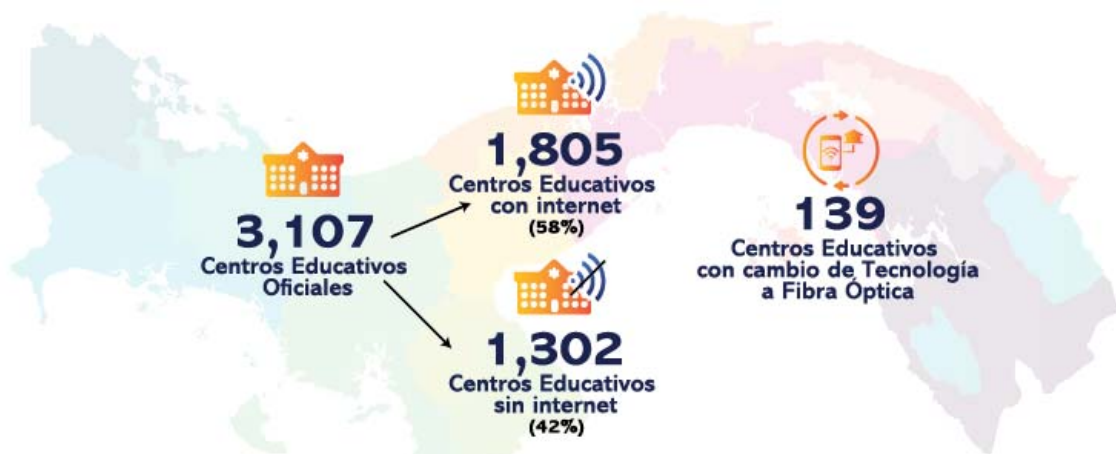 3,107
Centros Educativos
Oficiales
1,805
Centros Educativos
con internet
(58%)
1,302
Centros Educativos
sin internet
(42%)
139
Centros Educativos
con cambio de Tecnología
a Fibra Óptica